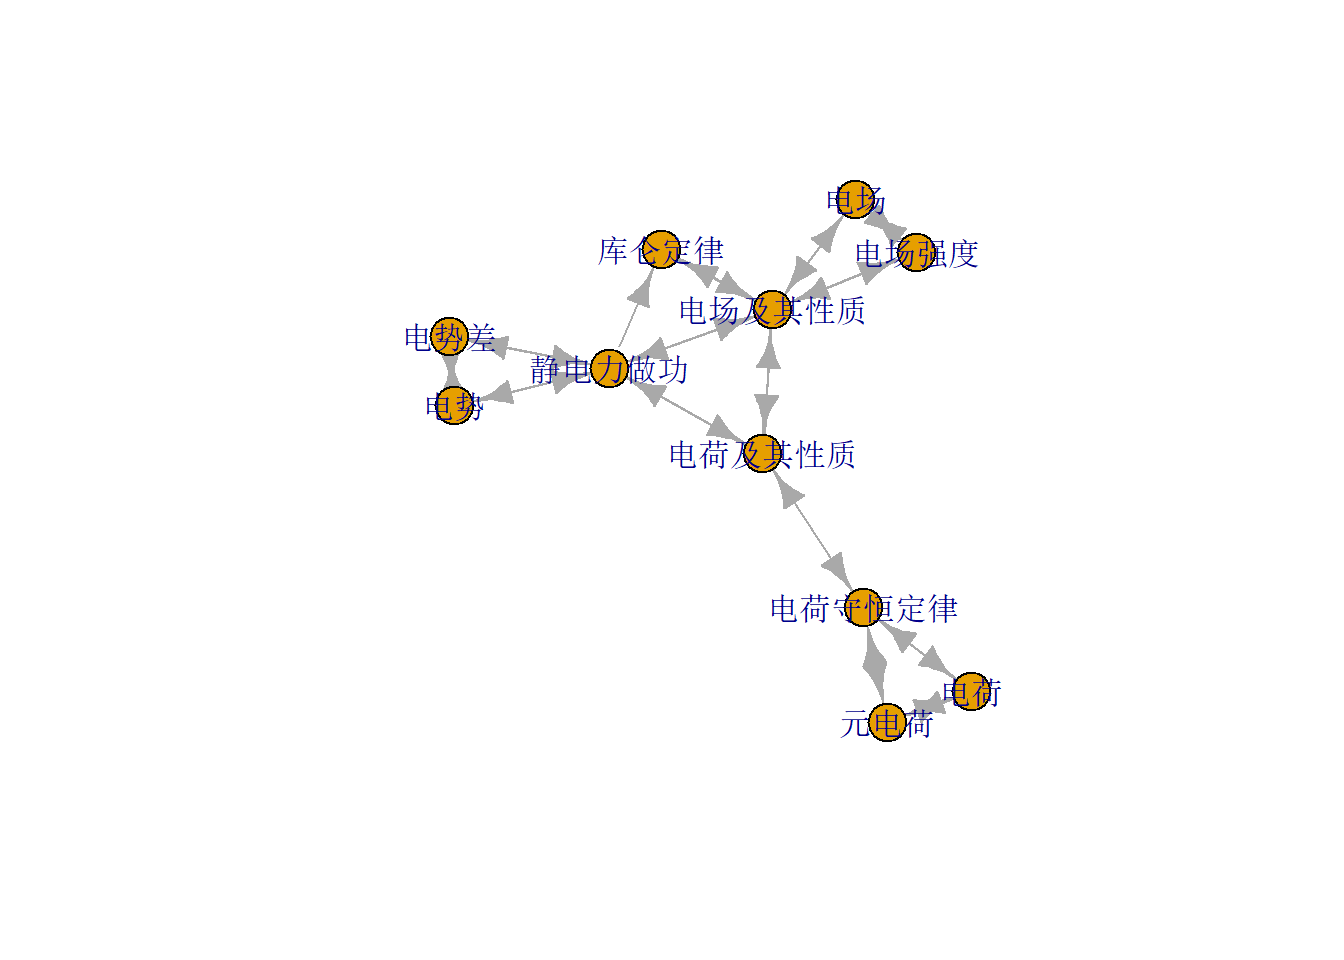 电场
库仑定律
电场强度
电场及其性质
电势差
静电力做功
电势
电荷及其性质
电荷守恒定律
电荷
元电荷